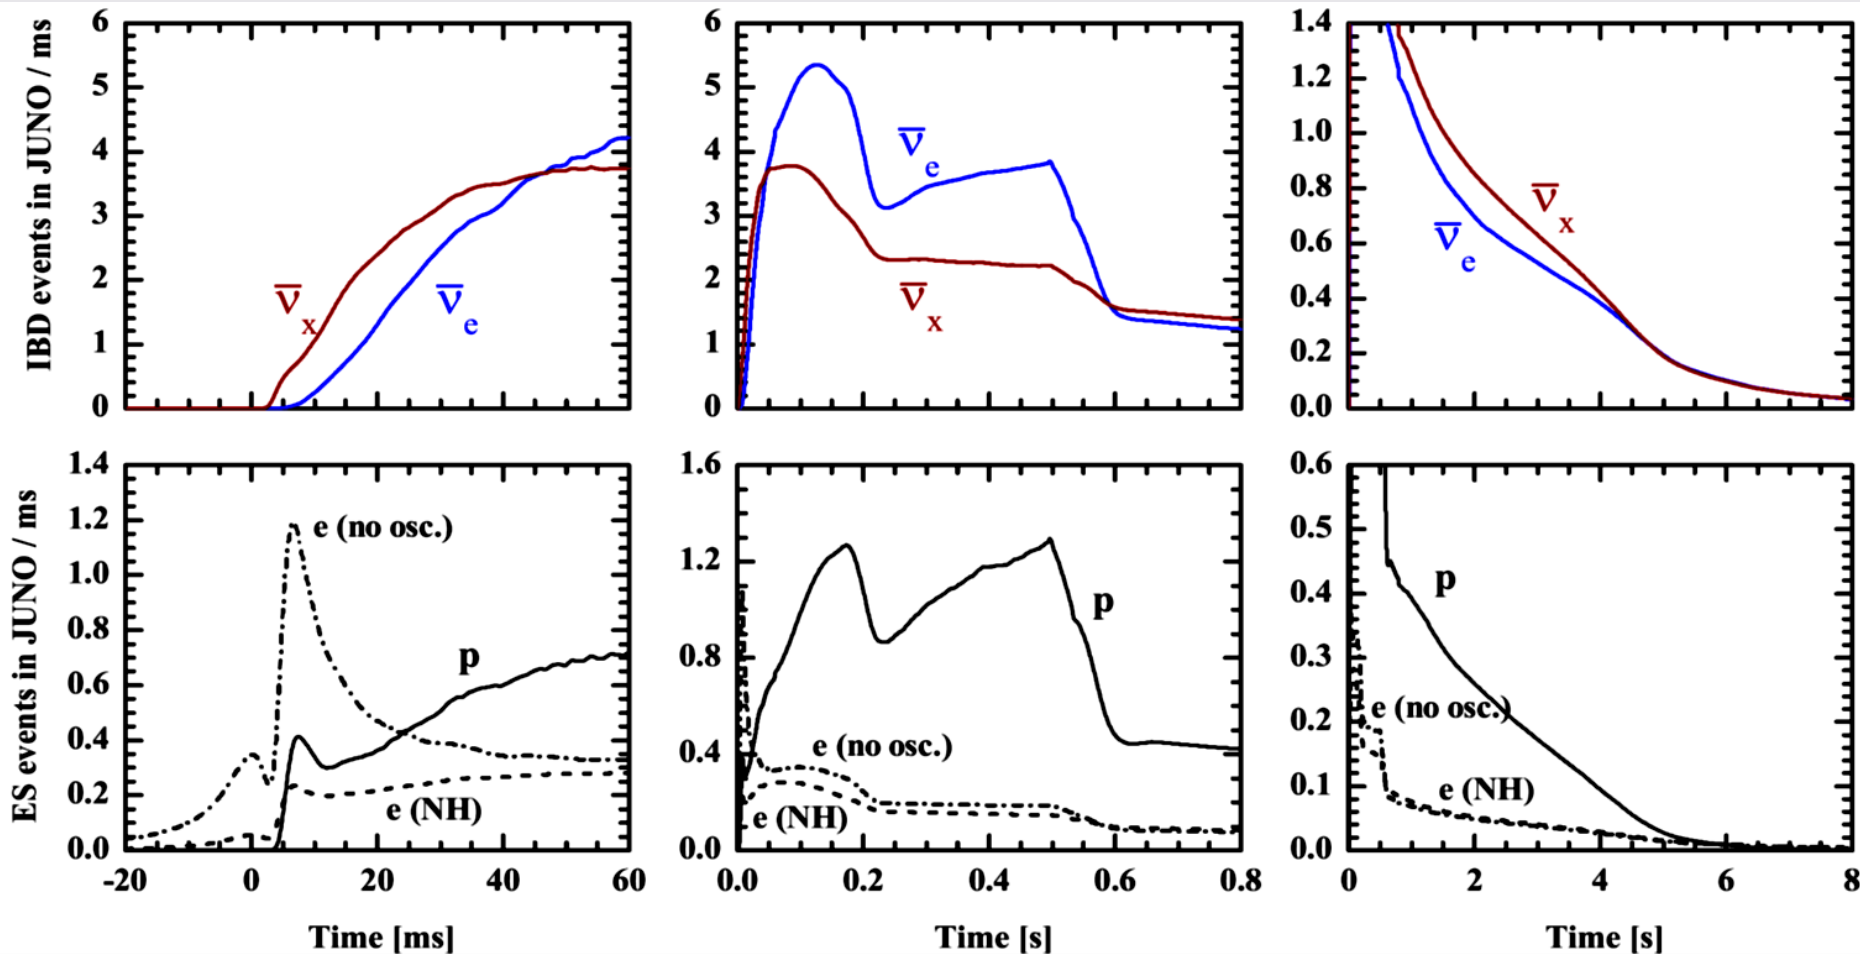 IBD events in JUNO / ms
6
5
4
3
2
1
0
ν̄x
ν̄e
6
5
4
3
2
1
0
ν̄e
ν̄x
1.4
1.2
1.0
0.8
0.6
0.4
0.2
0.0
ν̄x
ν̄e
ES events in JUNO / ms
1.4
1.2
1.0
0.8
0.6
0.4
0.2
0.0
e (no osc.)
p
e (NH)
-20 0 20 40 60
Time [ms]
1.6
1.2
0.8
0.4
0.0
p
e (no osc.)
e (NH)
0.0 0.2 0.4 0.6 0.8
Time [s]
0.6
0.5
0.4
0.3
0.2
0.1
0.0
p
e (no osc.)
e (NH)
0 2 4 6 8
Time [s]